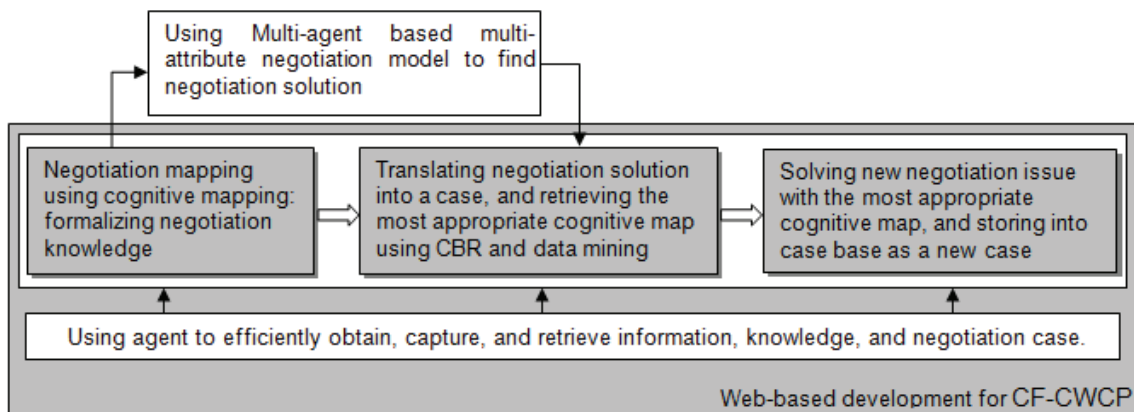 Using Multi-agent based multi-
attribute negotiation model to find
negotiation solution
Negotiation mapping
using cognitive mapping:
formalizing negotiation
knowledge
Translating negotiation solution
into a case, and retrieving the
most appropriate cognitive map
using CBR and data mining
Solving new negotiation issue
with the most appropriate
cognitive map, and storing into
case base as a new case
Using agent to efficiently obtain, capture, and retrieve information, knowledge, and negotiation case.
Web-based development for CF-CWCP